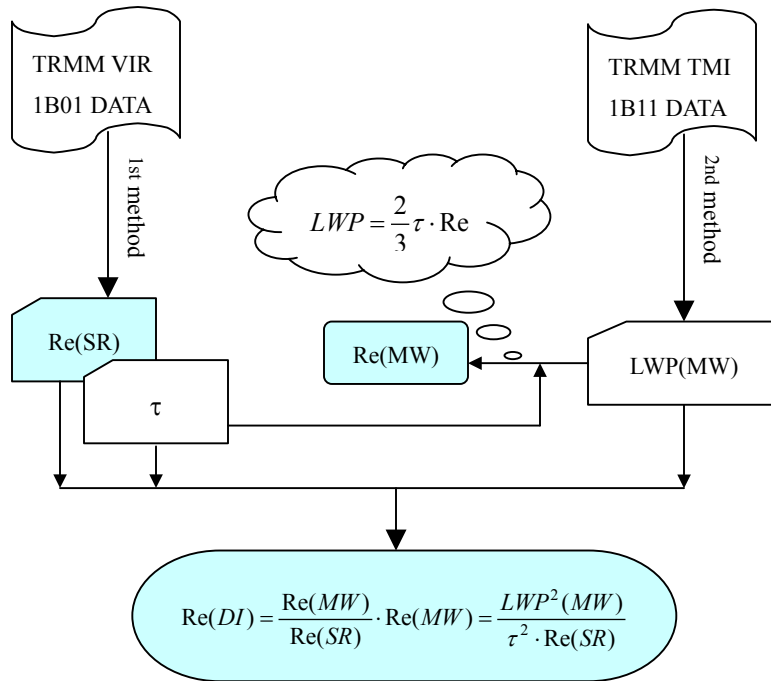 TRMM VIR
1B01 DATA
TRMM TMI
1B11 DATA
1st method
2nd method
LWP = 2/3 τ · Re
Re(SR)
τ
Re(MW)
LWP(MW)
Re(DI) = Re(MW)/Re(SR) · Re(MW) = LWP²(MW)/τ² · Re(SR)